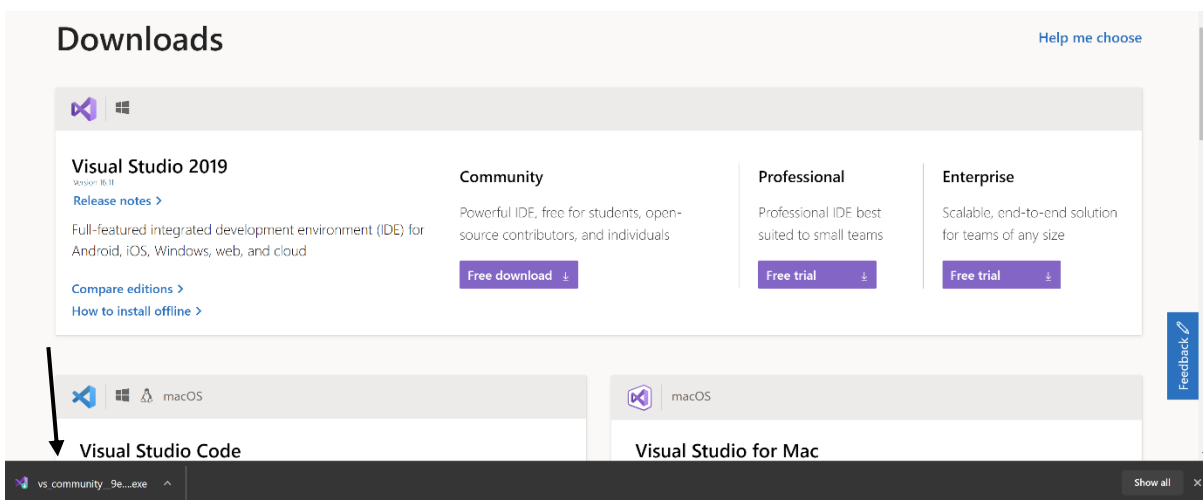 Downloads
Help me choose
Visual Studio 2019
Version 16.11
Release notes >
Full-featured integrated development environment (IDE) for
Android, iOS, Windows, web, and cloud
Compare editions >
How to install offline >
Community
Powerful IDE, free for students, open-
source contributors, and individuals
Free download
Professional
Professional IDE best
suited to small teams
Free trial
Enterprise
Scalable, end-to-end solution
for teams of any size
Free trial
Feedback
macOS
Visual Studio Code
macOS
Visual Studio for Mac
vs_community__9e....exe
Show all